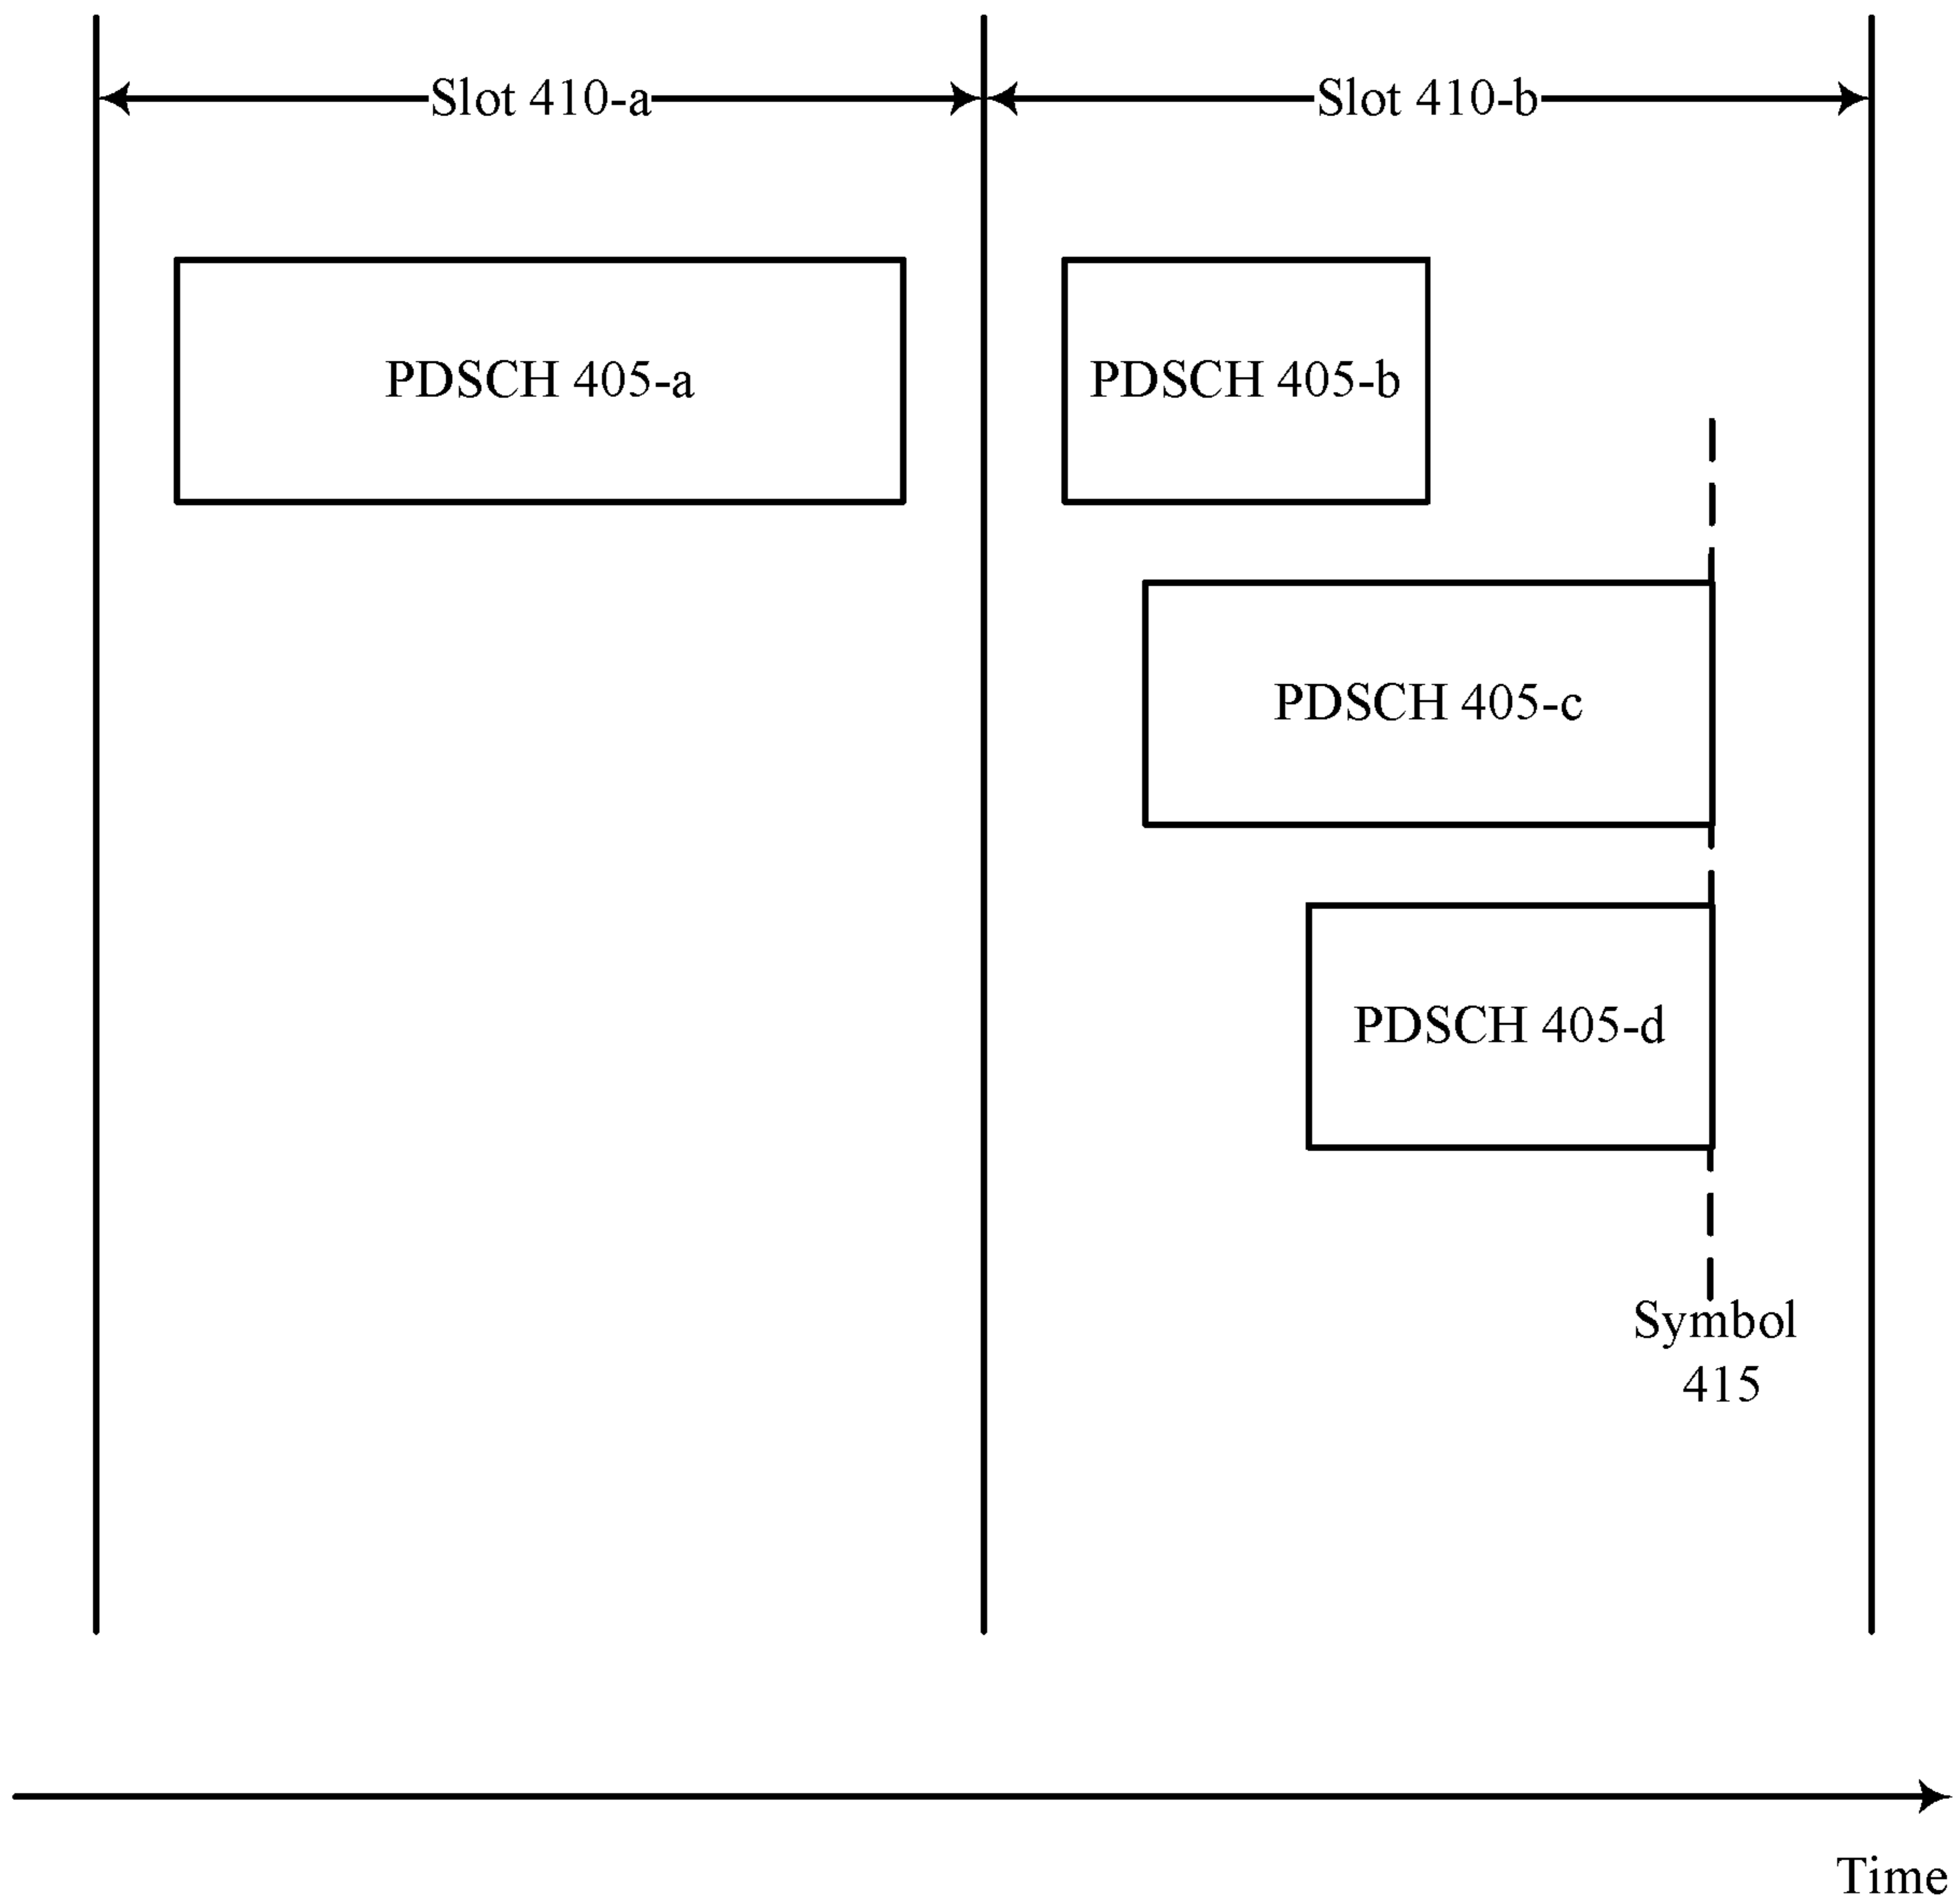 Slot 410-a
Slot 410-b
PDSCH 405-a
PDSCH 405-b
PDSCH 405-c
PDSCH 405-d
Symbol
415
Time